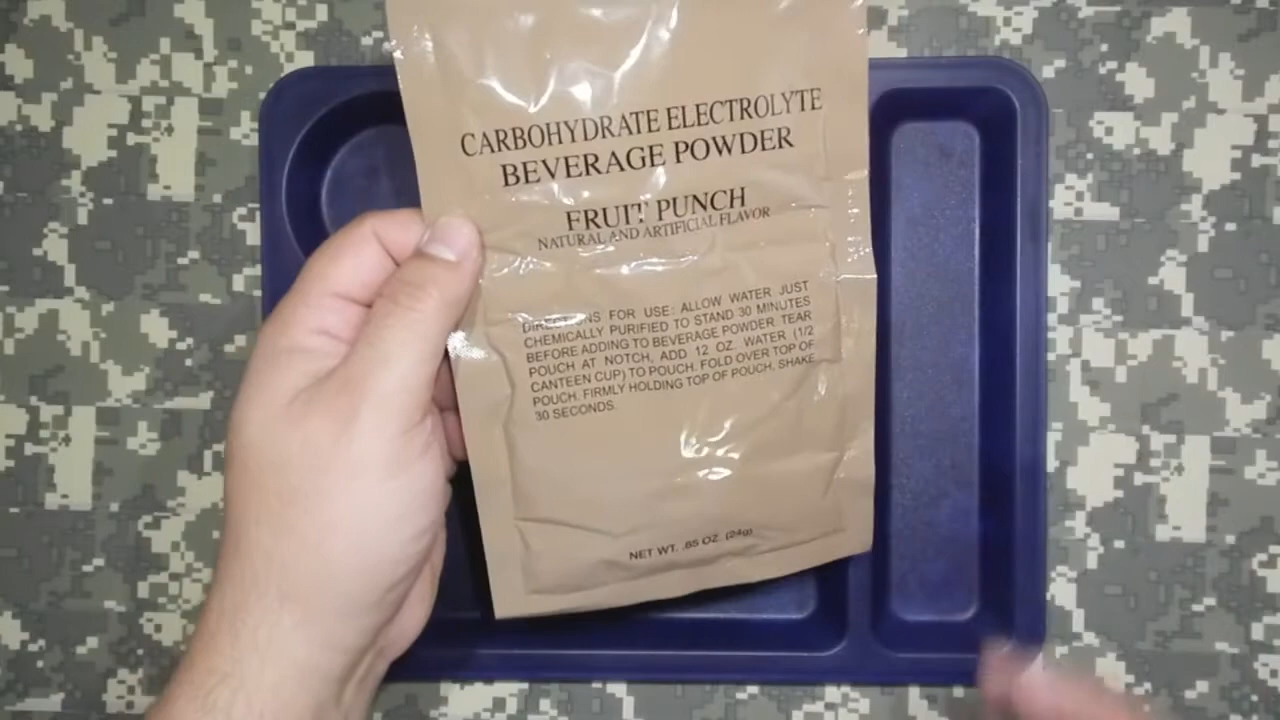 CARBOHYDRATE ELECTROLYTE
BEVERAGE POWDER
FRUIT PUNCH
NATURAL AND ARTIFICIAL FLAVOR
DIRECTIONS FOR USE: ALLOW WATER JUST
CHEMICALLY PURIFIED TO STAND 30 MINUTES
BEFORE ADDING TO BEVERAGE POWDER. TEAR
POUCH AT NOTCH, ADD 12 OZ. WATER (1/2
CANTEEN CUP) TO POUCH. FOLD OVER TOP OF
POUCH. FIRMLY HOLDING TOP OF POUCH, SHAKE
30 SECONDS.
NET WT. .85 OZ. (24g)